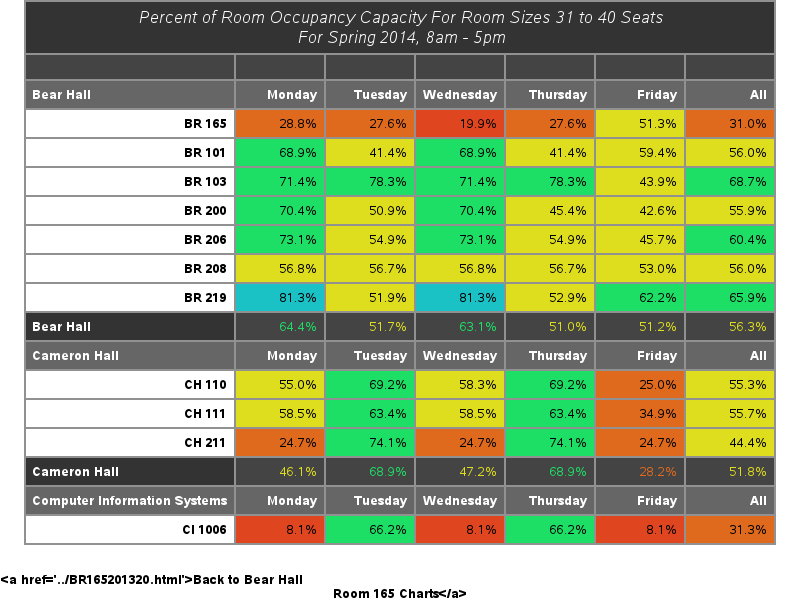 Percent of Room Occupancy Capacity For Room Sizes 31 to 40 Seats
For Spring 2014, 8am - 5pm
Bear Hall Monday Tuesday Wednesday Thursday Friday All
BR 165 28.8% 27.6% 19.9% 27.6% 51.3% 31.0%
BR 101 68.9% 41.4% 68.9% 41.4% 59.4% 56.0%
BR 103 71.4% 78.3% 71.4% 78.3% 43.9% 68.7%
BR 200 70.4% 50.9% 70.4% 45.4% 42.6% 55.9%
BR 206 73.1% 54.9% 73.1% 54.9% 45.7% 60.4%
BR 208 56.8% 56.7% 56.8% 56.7% 53.0% 56.0%
BR 219 81.3% 51.9% 81.3% 52.9% 62.2% 65.9%
Bear Hall 64.4% 51.7% 63.1% 51.0% 51.2% 56.3%
Cameron Hall Monday Tuesday Wednesday Thursday Friday All
CH 110 55.0% 69.2% 58.3% 69.2% 25.0% 55.3%
CH 111 58.5% 63.4% 58.5% 63.4% 34.9% 55.7%
CH 211 24.7% 74.1% 24.7% 74.1% 24.7% 44.4%
Cameron Hall 46.1% 68.9% 47.2% 68.9% 28.2% 51.8%
Computer Information Systems Monday Tuesday Wednesday Thursday Friday All
CI 1006 8.1% 66.2% 8.1% 66.2% 8.1% 31.3%
<a href='../BR165201320.html'>Back to Bear Hall
Room 165 Charts</a>